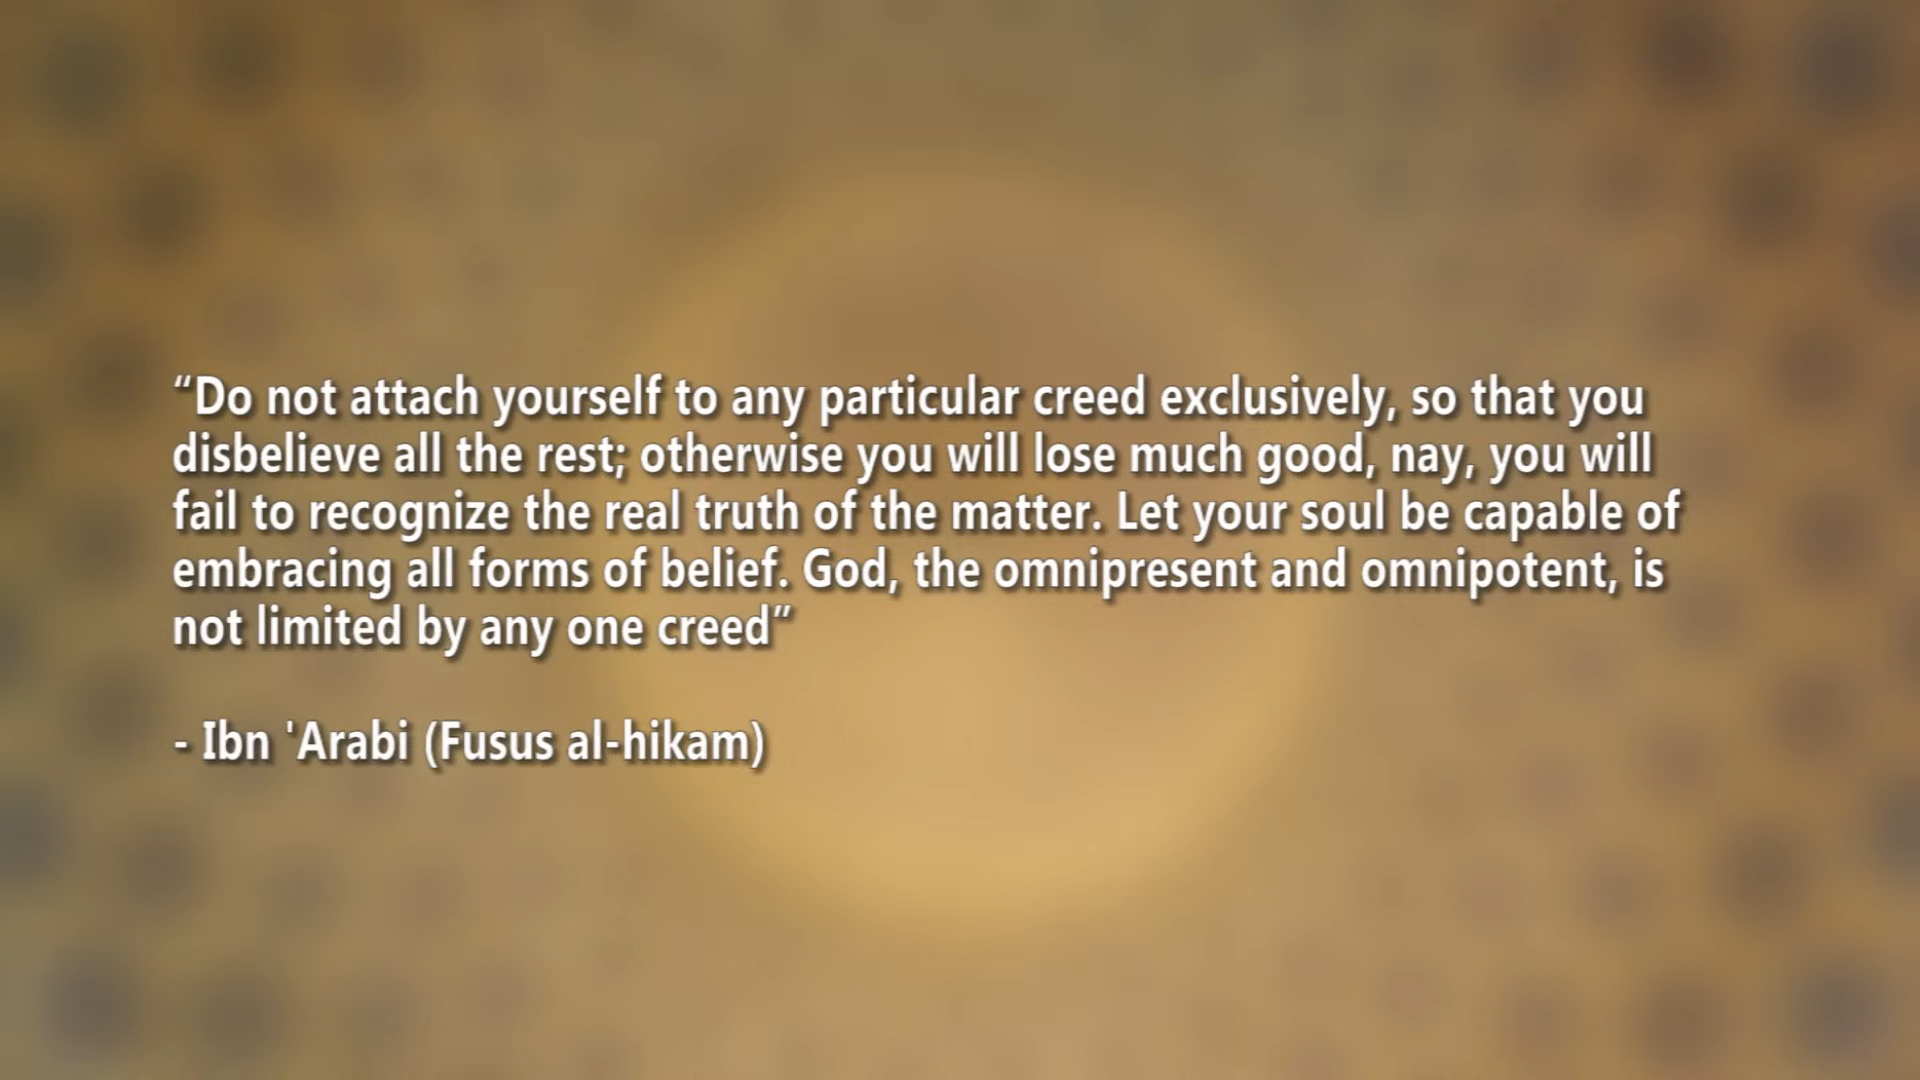 “Do not attach yourself to any particular creed exclusively, so that you
disbelieve all the rest; otherwise you will lose much good, nay, you will
fail to recognize the real truth of the matter. Let your soul be capable of
embracing all forms of belief. God, the omnipresent and omnipotent, is
not limited by any one creed”
- Ibn 'Arabi (Fusus al-hikam)